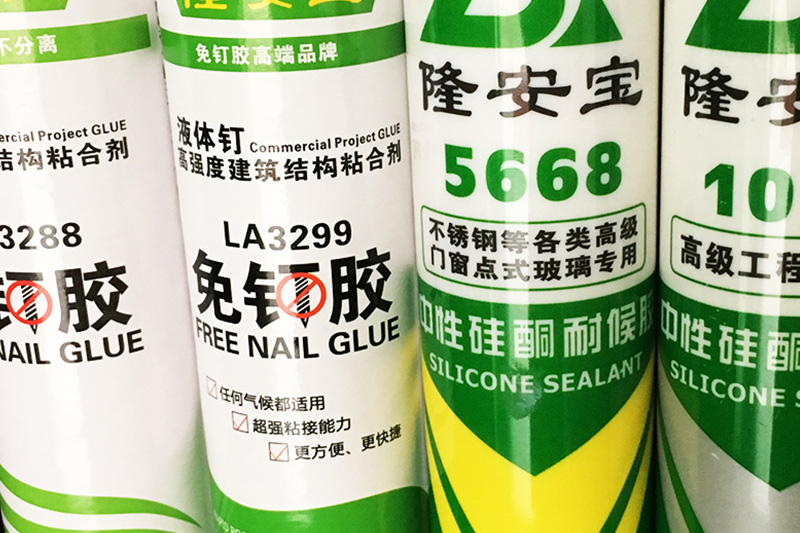 不分离
ercial Project GLUE
结构粘合剂
3288
钉胶
NAIL GLUE
隆安宝
免钉胶高端品牌
液体钉 Commercial Project GLUE
高强度建筑结构粘合剂
LA3299
免钉胶
FREE NAIL GLUE
任何气候都适用
超强粘接能力
更方便、更快捷
隆安宝
5668
不锈钢等各类高级
门窗点式玻璃专用
中性硅酮耐候胶
SILICONE SEALANT
隆安
10
高级工程
中性硅酮
SILICONE S